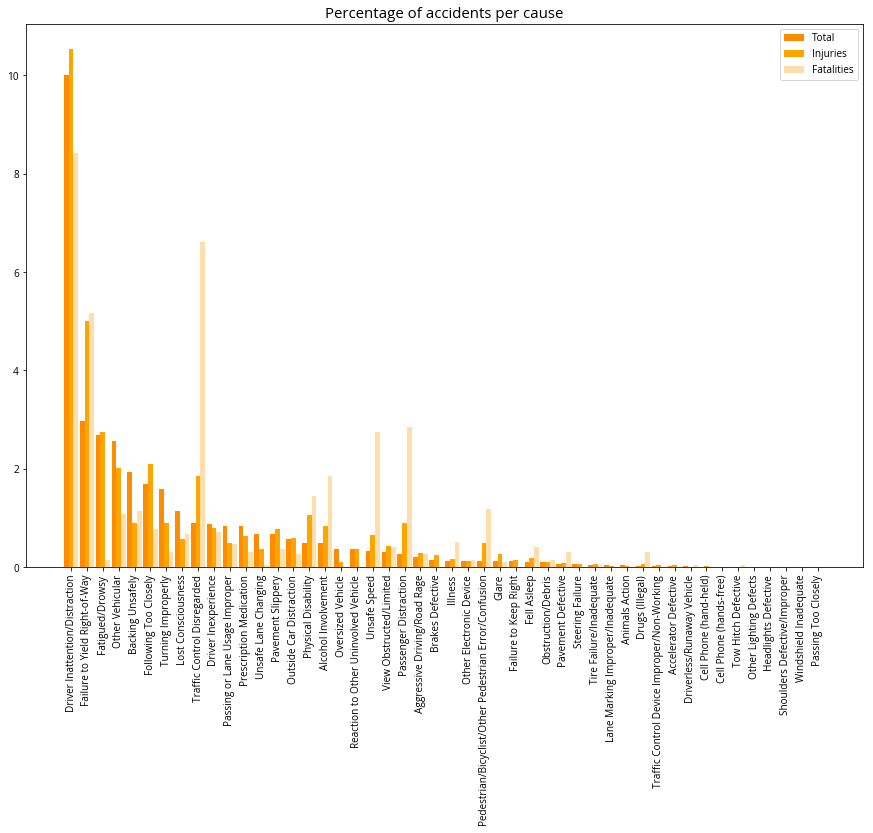 Percentage of accidents per cause
Total
Injuries
Fatalities
10
8
6
4
2
0
Driver Inattention/Distraction
Failure to Yield Right-of-Way
Fatigued/Drowsy
Other Vehicular
Backing Unsafely
Following Too Closely
Turning Improperly
Lost Consciousness
Traffic Control Disregarded
Driver Inexperience
Passing or Lane Usage Improper
Prescription Medication
Unsafe Lane Changing
Pavement Slippery
Outside Car Distraction
Physical Disability
Alcohol Involvement
Oversized Vehicle
Reaction to Other Uninvolved Vehicle
Unsafe Speed
View Obstructed/Limited
Passenger Distraction
Aggressive Driving/Road Rage
Brakes Defective
Illness
Other Electronic Device
Pedestrian/Bicyclist/Other Pedestrian Error/Confusion
Glare
Failure to Keep Right
Fell Asleep
Obstruction/Debris
Pavement Defective
Steering Failure
Tire Failure/Inadequate
Lane Marking Improper/Inadequate
Animals Action
Drugs (Illegal)
Traffic Control Device Improper/Non-Working
Accelerator Defective
Driverless/Runaway Vehicle
Cell Phone (hand-held)
Cell Phone (hands-free)
Tow Hitch Defective
Other Lighting Defects
Headlights Defective
Shoulders Defective/Improper
Windshield Inadequate
Passing Too Closely